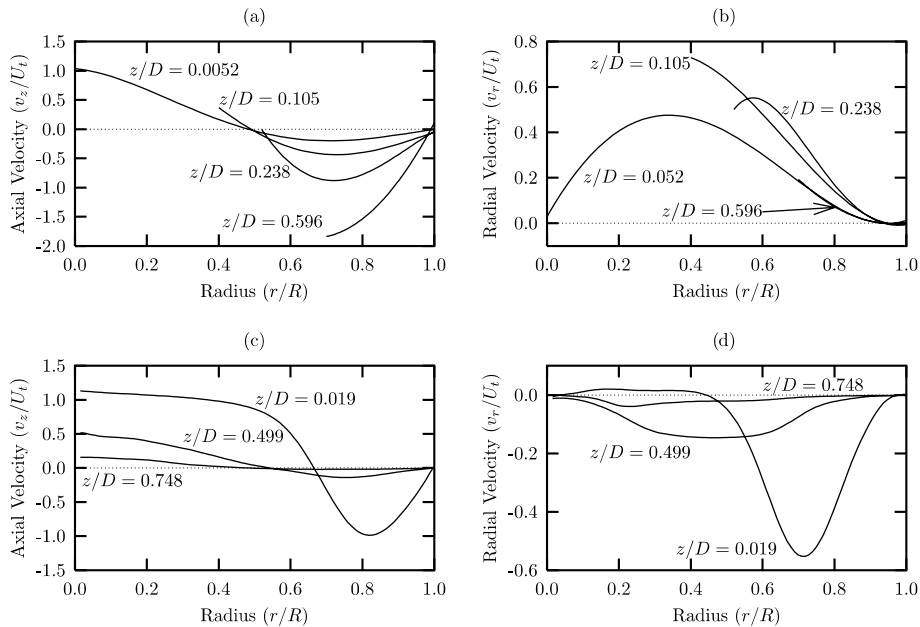 (a)
Axial Velocity (v_z/U_t)
1.5
1.0
0.5
0.0
-0.5
-1.0
-1.5
-2.0
z/D = 0.0052
z/D = 0.105
z/D = 0.238
z/D = 0.596
0.0 0.2 0.4 0.6 0.8 1.0
Radius (r/R)
(b)
Radial Velocity (v_r/U_t)
0.8
0.6
0.4
0.2
0.0
z/D = 0.105
z/D = 0.238
z/D = 0.052
z/D = 0.596
0.0 0.2 0.4 0.6 0.8 1.0
Radius (r/R)
(c)
Axial Velocity (v_z/U_t)
1.5
1.0
0.5
0.0
-0.5
-1.0
-1.5
z/D = 0.019
z/D = 0.499
z/D = 0.748
0.0 0.2 0.4 0.6 0.8 1.0
Radius (r/R)
(d)
Radial Velocity (v_r/U_t)
0.0
-0.2
-0.4
-0.6
z/D = 0.748
z/D = 0.499
z/D = 0.019
0.0 0.2 0.4 0.6 0.8 1.0
Radius (r/R)